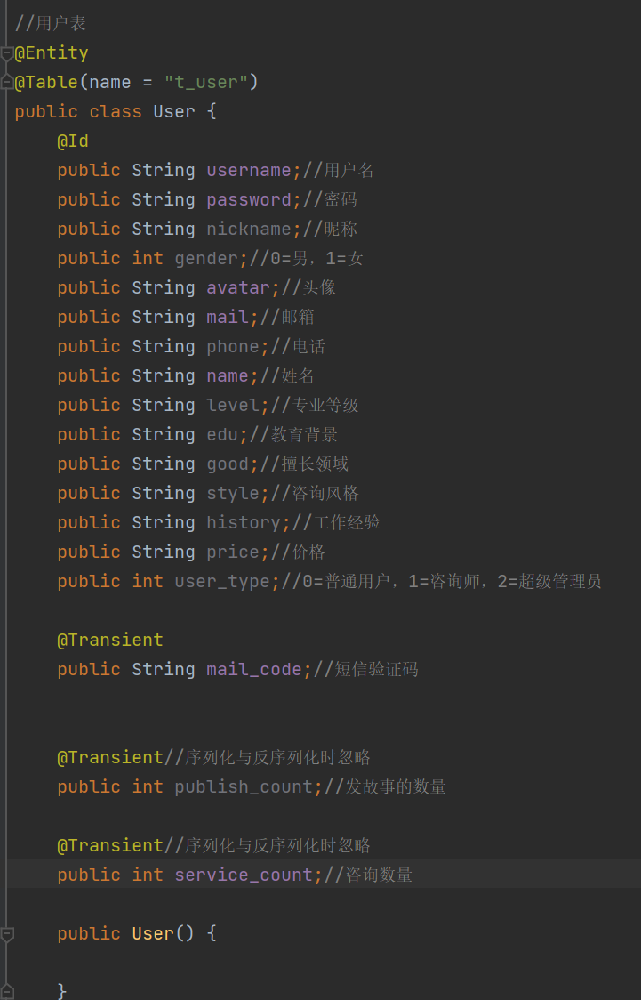 //用户表
@Entity
@Table(name = "t_user")
public class User {
@Id
public String username;//用户名
public String password;//密码
public String nickname;//昵称
public int gender;//0=男，1=女
public String avatar;//头像
public String mail;//邮箱
public String phone;//电话
public String name;//姓名
public String level;//专业等级
public String edu;//教育背景
public String good;//擅长领域
public String style;//咨询风格
public String history;//工作经验
public String price;//价格
public int user_type;//0=普通用户，1=咨询师，2=超级管理员
@Transient
public String mail_code;//短信验证码
@Transient//序列化与反序列化时忽略
public int publish_count;//发故事的数量
@Transient//序列化与反序列化时忽略
public int service_count;//咨询数量
public User() {
}